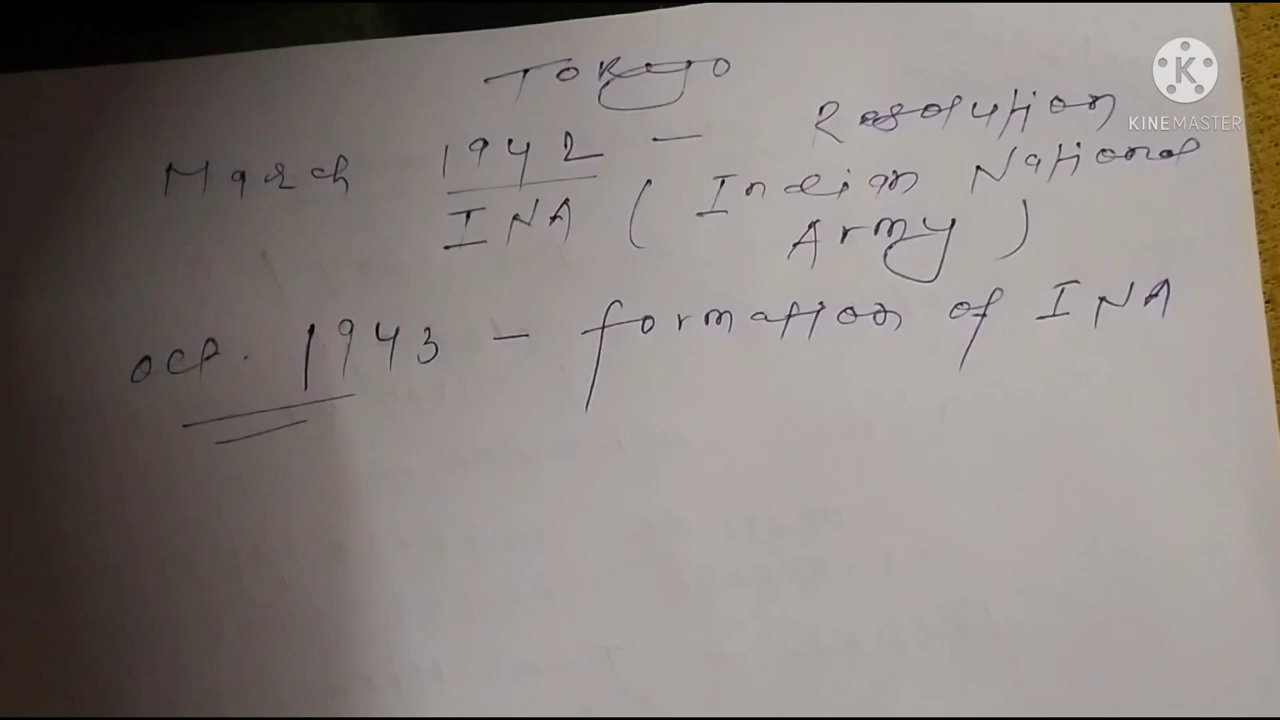 Tokyo
March 1942 - Resolution
INA (Indian National
Army)
Oct. 1943 - formation of INA
KINEMASTER